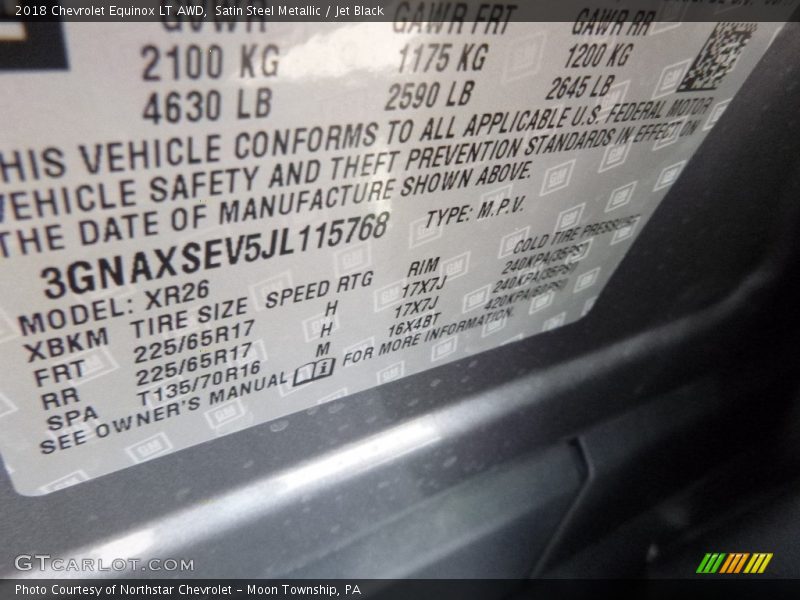 2018 Chevrolet Equinox LT AWD, Satin Steel Metallic / Jet Black
GVWR GAWR FRT GAWR RR
2100 KG 1175 KG 1200 KG
4630 LB 2590 LB 2645 LB
THIS VEHICLE CONFORMS TO ALL APPLICABLE U.S. FEDERAL MOTOR
VEHICLE SAFETY AND THEFT PREVENTION STANDARDS IN EFFECT ON
THE DATE OF MANUFACTURE SHOWN ABOVE.
3GNAXSEV5JL115768 TYPE: M.P.V.
MODEL: XR26
XBKM TIRE SIZE SPEED RTG RIM COLD TIRE PRESSURE
FRT 225/65R17 H 17X7J 240KPA(35PSI)
RR 225/65R17 H 17X7J 240KPA(35PSI)
SPA T135/70R16 M 16X4BT 420KPA(60PSI)
SEE OWNER'S MANUAL FOR MORE INFORMATION.
GTCARLOT.COM
Photo Courtesy of Northstar Chevrolet - Moon Township, PA